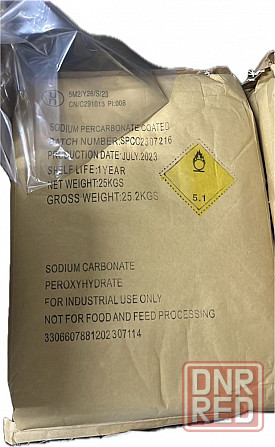 5M2/Y26/S/23
CN/C291013 PI:008
SODIUM PERCARBONATE COATED
BATCH NUMBER:SPCC2307216
PRODUCTION DATE:JULY.2023
SHELF LIFE:1YEAR
NET WEIGHT:25KGS
GROSS WEIGHT:25.2KGS
5.1
SODIUM CARBONATE
PEROXYHYDRATE
FOR INDUSTRIAL USE ONLY
NOT FOR FOOD AND FEED PROCESSING
3306607881202307114
DNR
RED